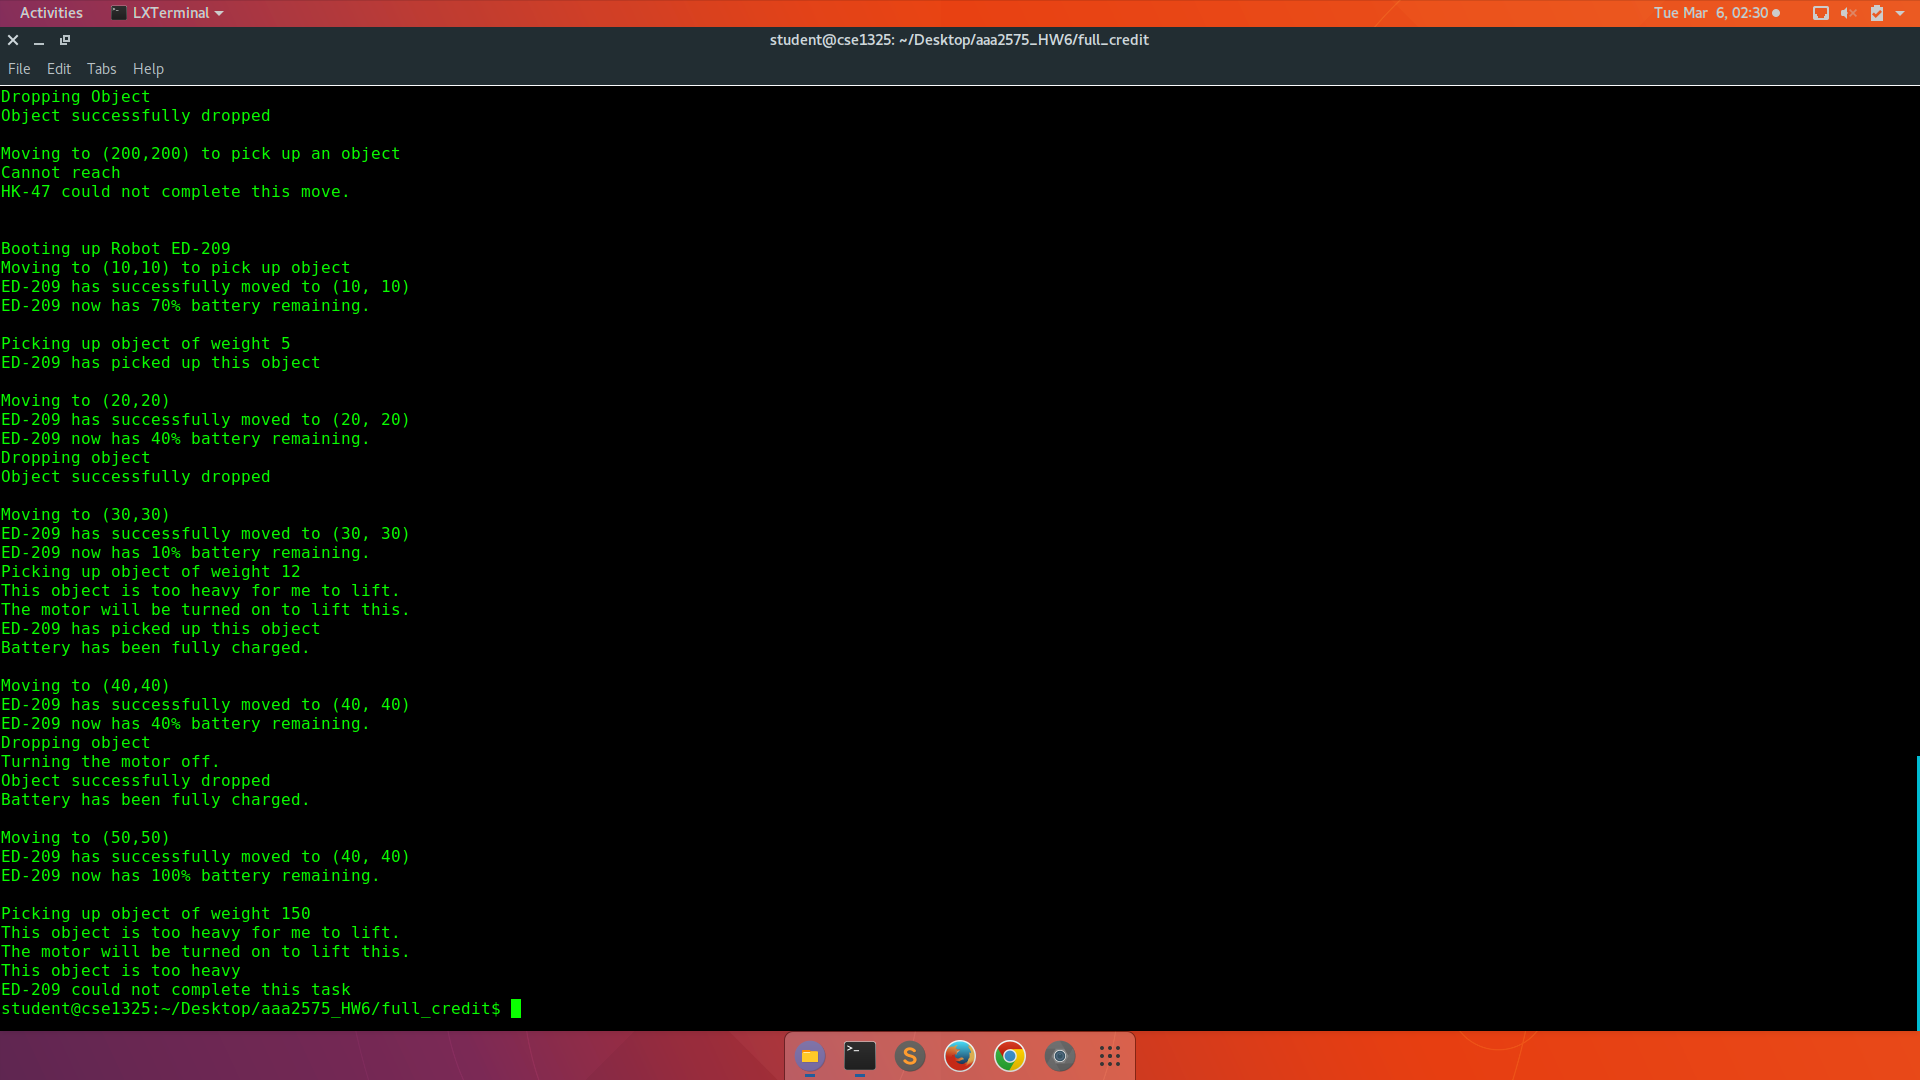 Activities LXTerminal Tue Mar 6, 02:30
student@cse1325: ~/Desktop/aaa2575_HW6/full_credit
File Edit Tabs Help
Dropping Object
Object successfully dropped
Moving to (200,200) to pick up an object
Cannot reach
HK-47 could not complete this move.
Booting up Robot ED-209
Moving to (10,10) to pick up object
ED-209 has successfully moved to (10, 10)
ED-209 now has 70% battery remaining.
Picking up object of weight 5
ED-209 has picked up this object
Moving to (20,20)
ED-209 has successfully moved to (20, 20)
ED-209 now has 40% battery remaining.
Dropping object
Object successfully dropped
Moving to (30,30)
ED-209 has successfully moved to (30, 30)
ED-209 now has 10% battery remaining.
Picking up object of weight 12
This object is too heavy for me to lift.
The motor will be turned on to lift this.
ED-209 has picked up this object
Battery has been fully charged.
Moving to (40,40)
ED-209 has successfully moved to (40, 40)
ED-209 now has 40% battery remaining.
Dropping object
Turning the motor off.
Object successfully dropped
Battery has been fully charged.
Moving to (50,50)
ED-209 has successfully moved to (40, 40)
ED-209 now has 100% battery remaining.
Picking up object of weight 150
This object is too heavy for me to lift.
The motor will be turned on to lift this.
This object is too heavy
ED-209 could not complete this task
student@cse1325:~/Desktop/aaa2575_HW6/full_credit$